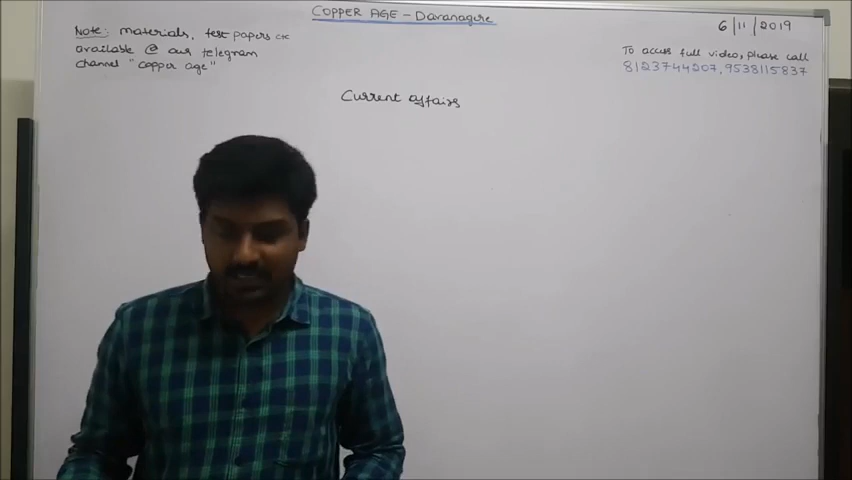 COPPER AGE - Davanagere
6/11/2019
Note: materials, test papers etc
available @ our telegram
channel "copper age"
To access full video, please call
8123744207, 9538115837
Current affairs